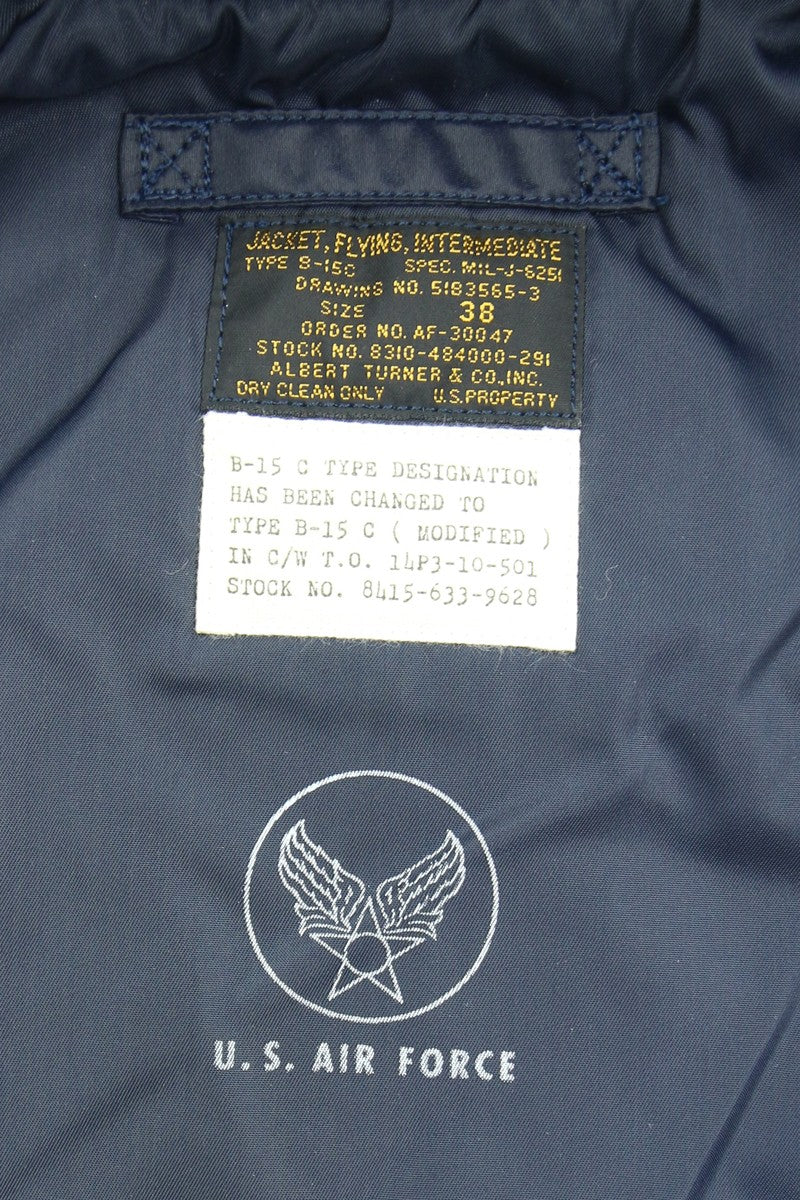 JACKET, FLYING, INTERMEDIATE
TYPE B-15C SPEC. MIL-J-6251
DRAWING NO. 5183565-3
SIZE 38
ORDER NO. AF-30047
STOCK NO. 8310-484000-291
ALBERT TURNER & CO., INC.
DRY CLEAN ONLY U.S. PROPERTY
B-15 C TYPE DESIGNATION
HAS BEEN CHANGED TO
TYPE B-15 C ( MODIFIED )
IN C/W T.O. 14P3-10-501
STOCK NO. 8415-633-9628
U.S. AIR FORCE